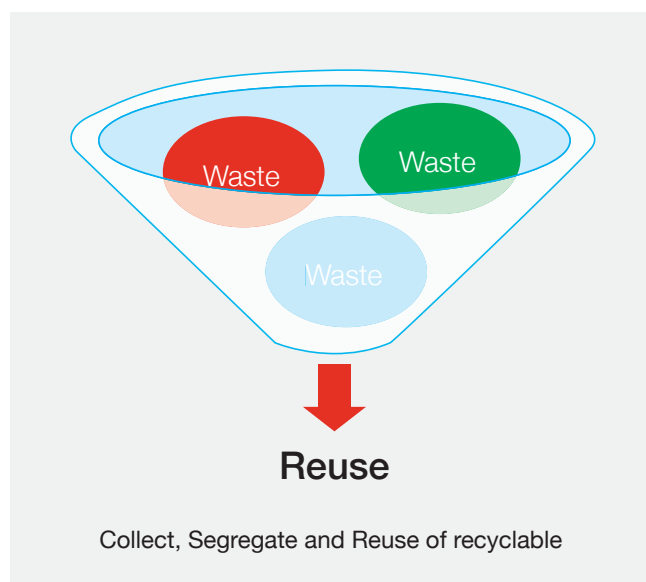 Waste
Waste
Waste
Reuse
Collect, Segregate and Reuse of recyclable